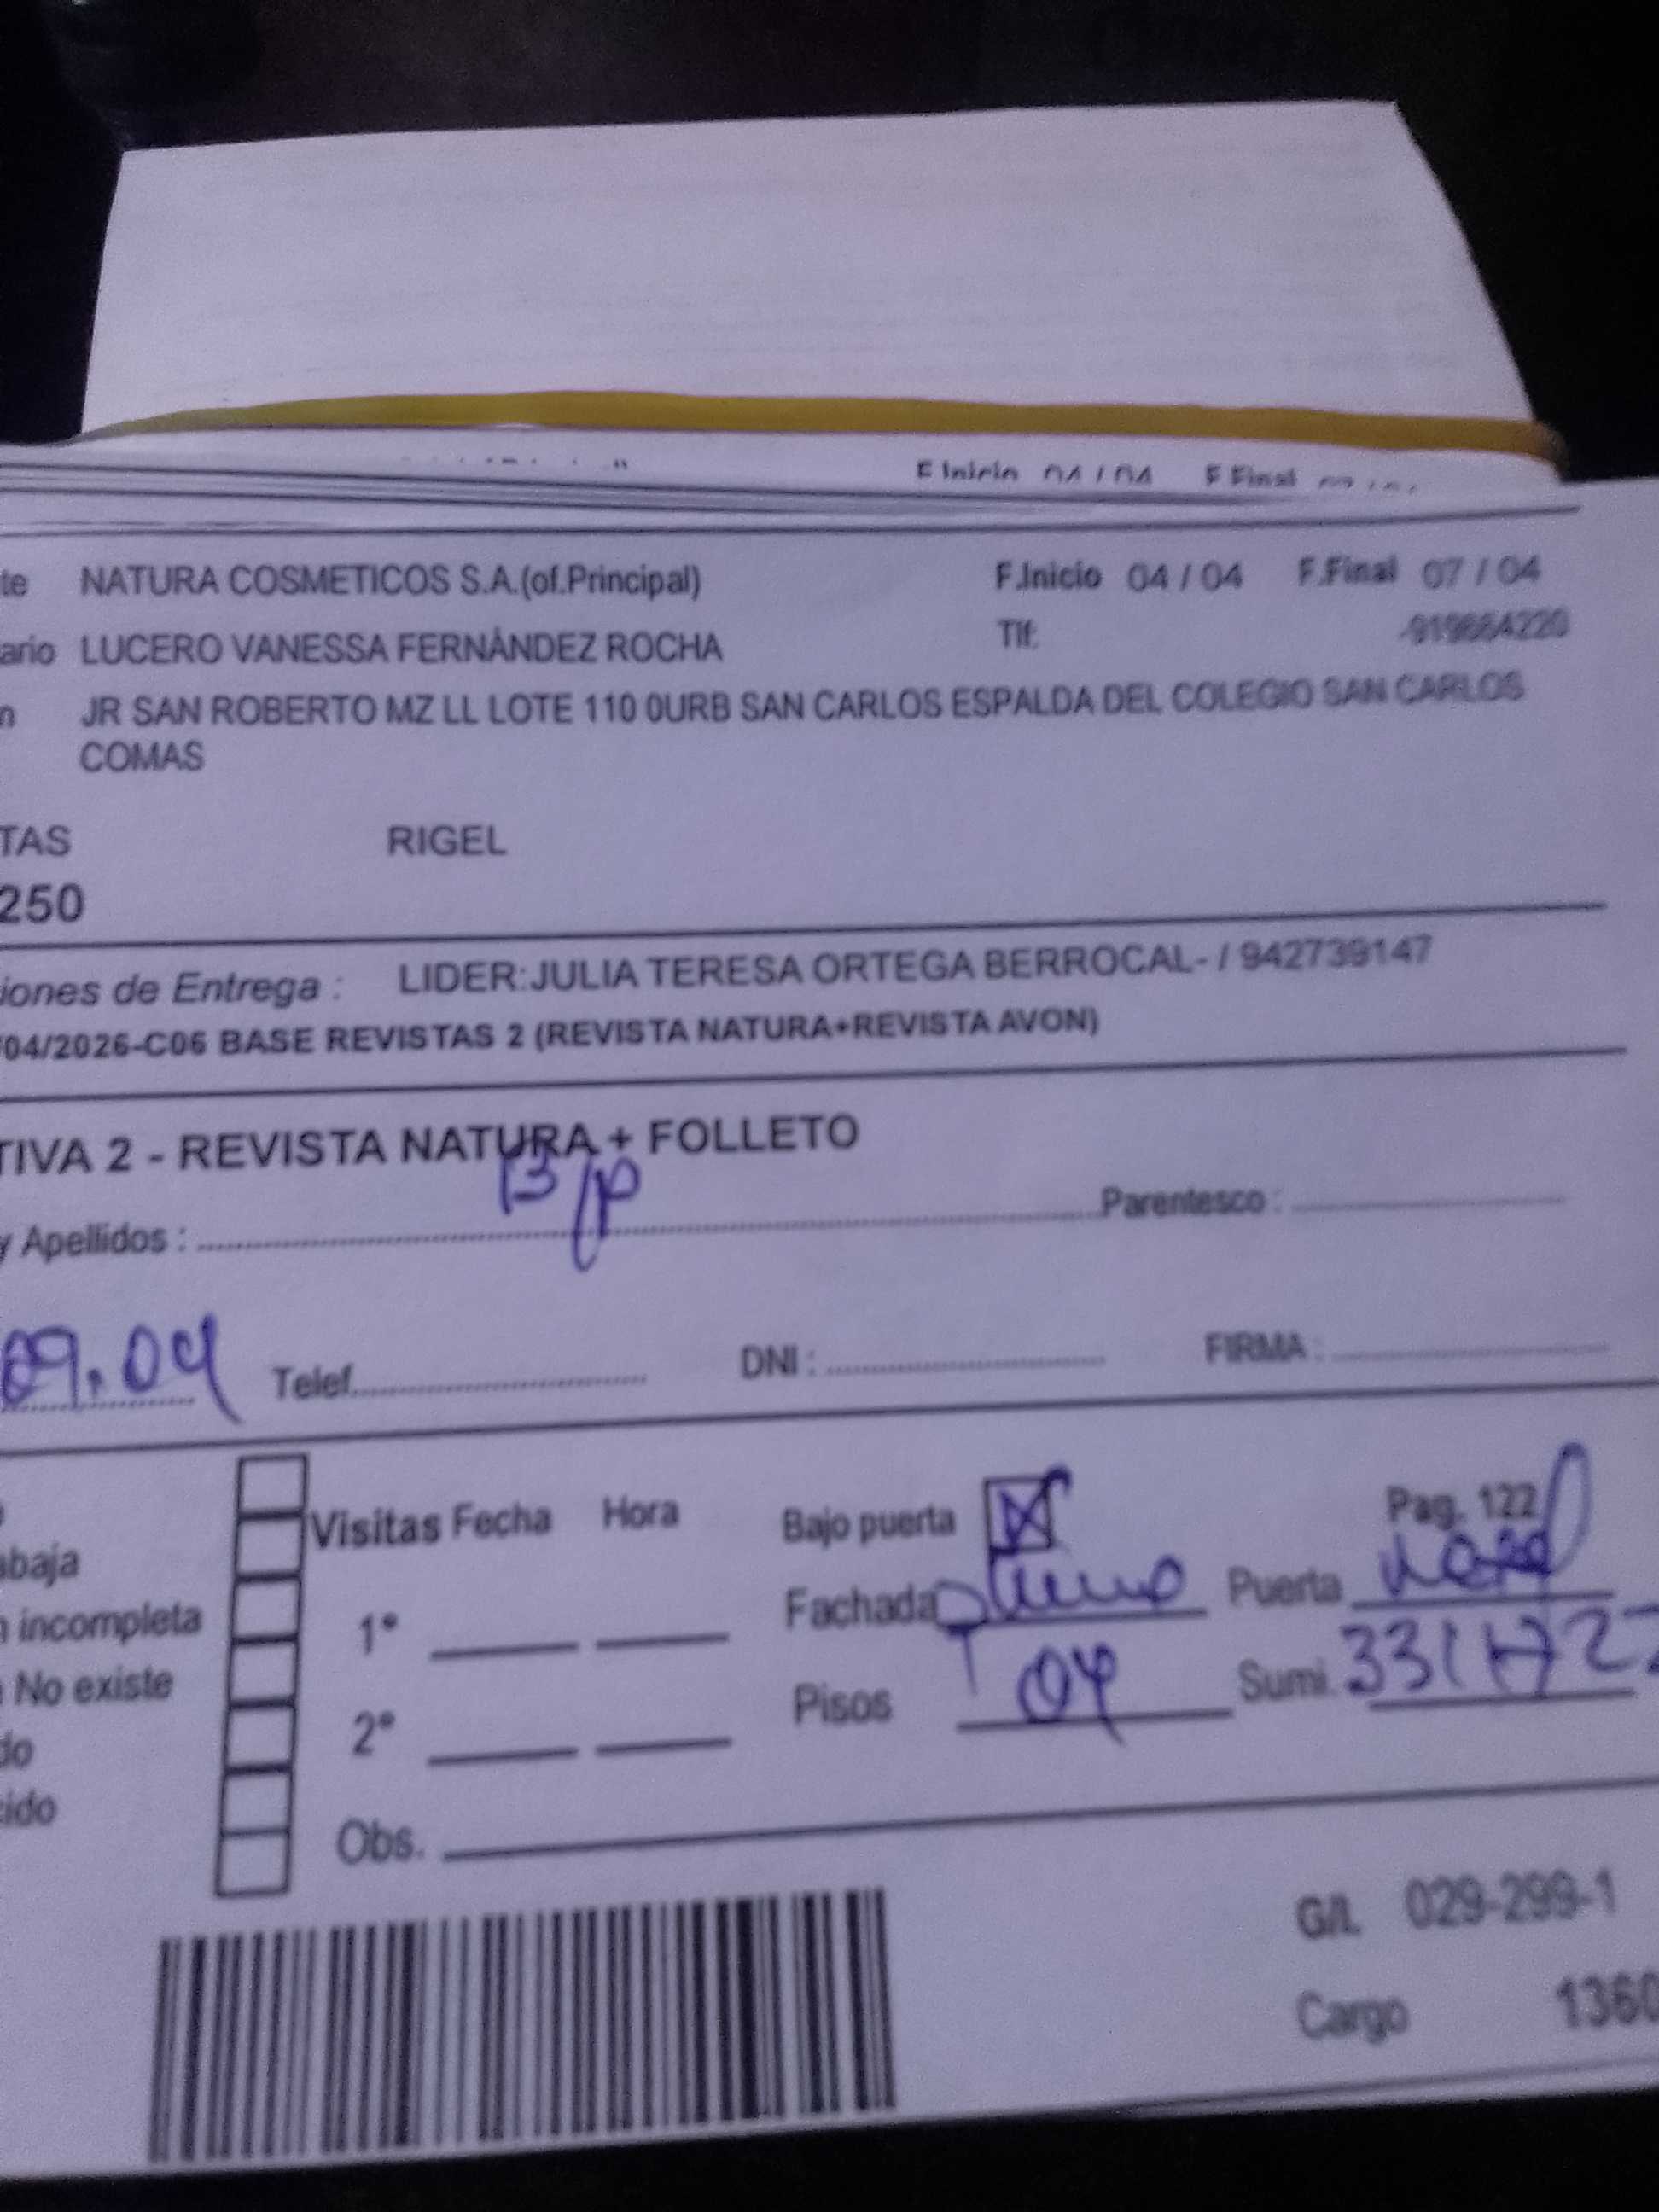 F.Inicio 04 / 04 F.Final
te NATURA COSMETICOS S.A.(of.Principal) F.Inicio 04 / 04 F.Final 07 / 04
ario LUCERO VANESSA FERNÁNDEZ ROCHA Tlf: -919664220
n JR SAN ROBERTO MZ LL LOTE 110 0URB SAN CARLOS ESPALDA DEL COLEGIO SAN CARLOS
COMAS
TAS RIGEL
250
iones de Entrega : LIDER:JULIA TERESA ORTEGA BERROCAL- / 942739147
/04/2026-C06 BASE REVISTAS 2 (REVISTA NATURA+REVISTA AVON)
TIVA 2 - REVISTA NATURA + FOLLETO
B/p
y Apellidos : Parentesco :
09.04 Telef. DNI : FIRMA :
Visitas Fecha Hora Bajo puerta Pag. 122
abaja
Fachada Puerta
n incompleta 1°
No existe Pisos 04 Sumi.
do 2°
cido
Obs.
G/L 029-299-1
Cargo 1360